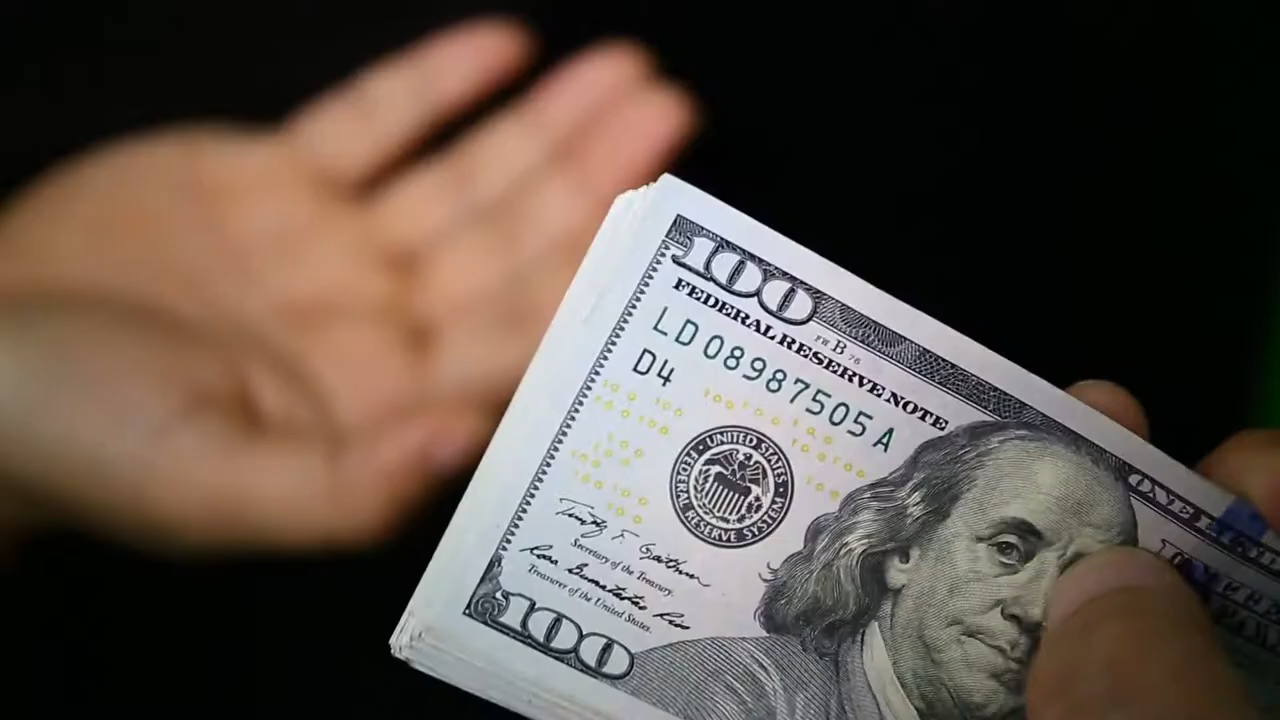 100
FEDERAL RESERVE NOTE
FW B 76
LD 08987505 A
D4
UNITED STATES
FEDERAL RESERVE SYSTEM
Secretary of the Treasury.
Treasurer of the United States.
100
ONE